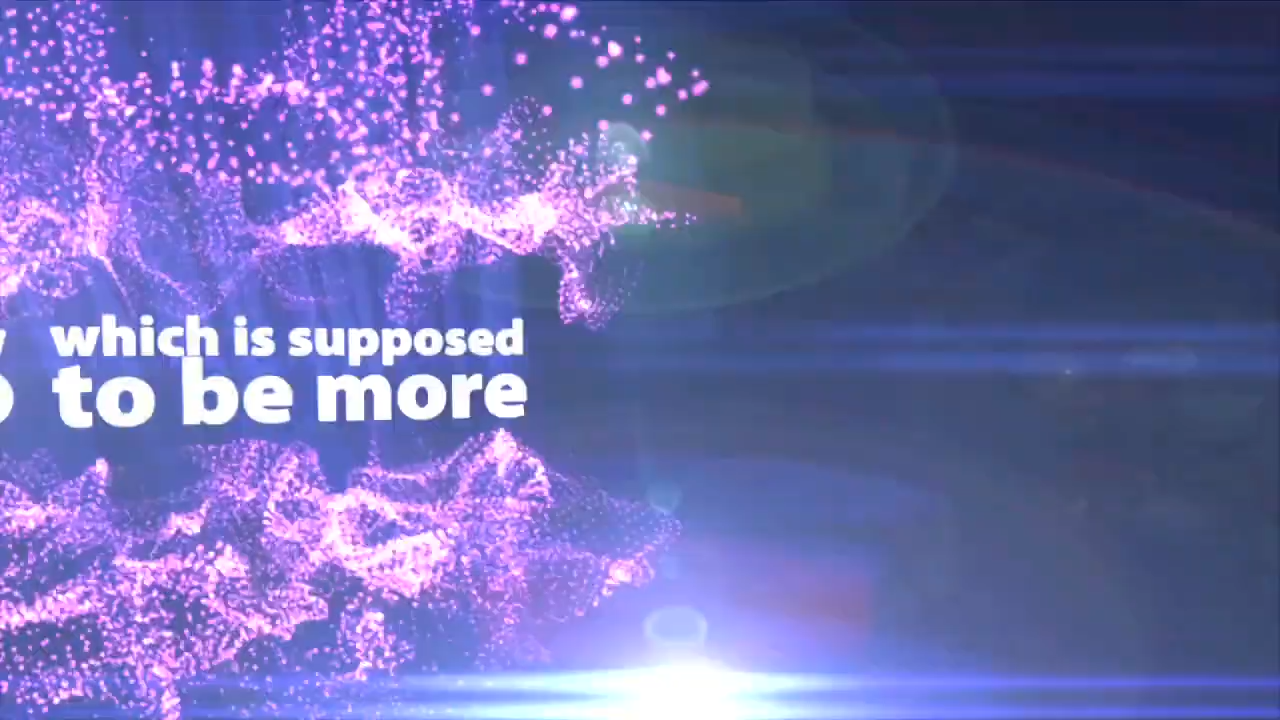 which is supposed
to be more